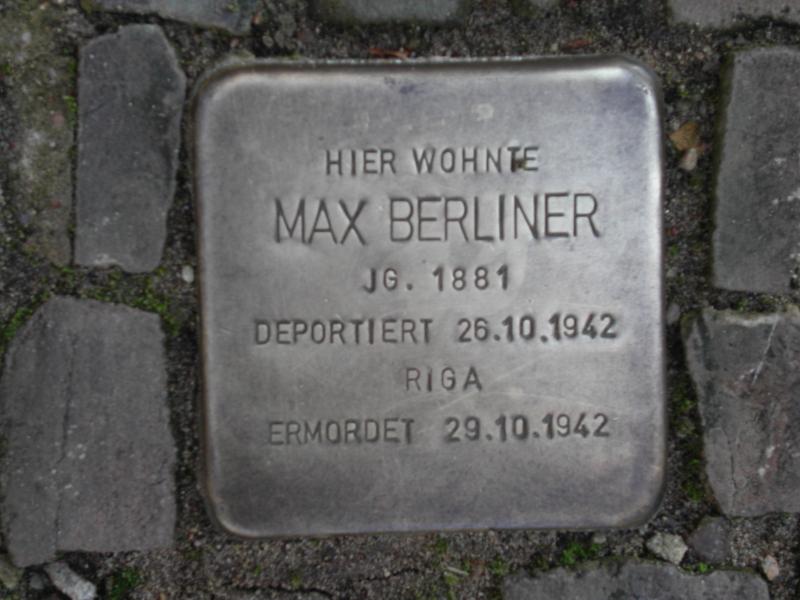 HIER WOHNTE
MAX BERLINER
JG. 1881
DEPORTIERT 26.10.1942
RIGA
ERMORDET 29.10.1942